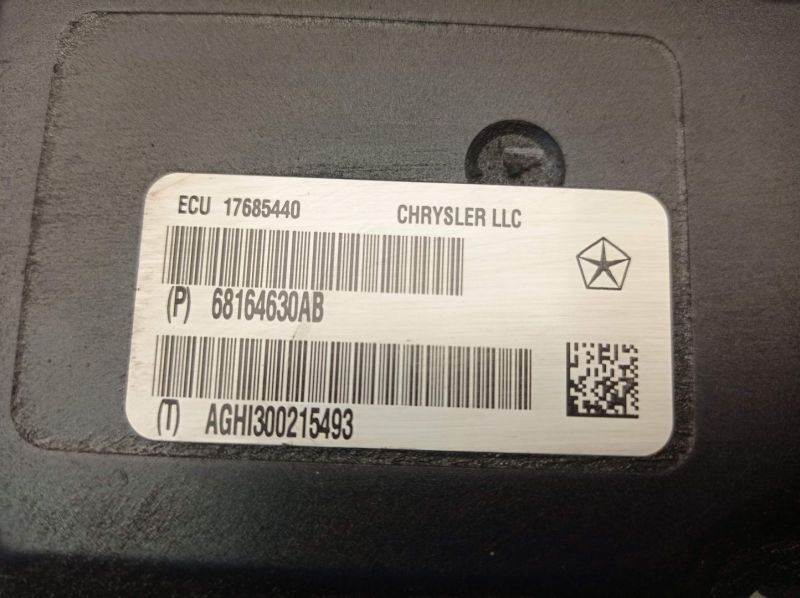 ECU 17685440 CHRYSLER LLC
(P) 68164630AB
(T) AGHI300215493